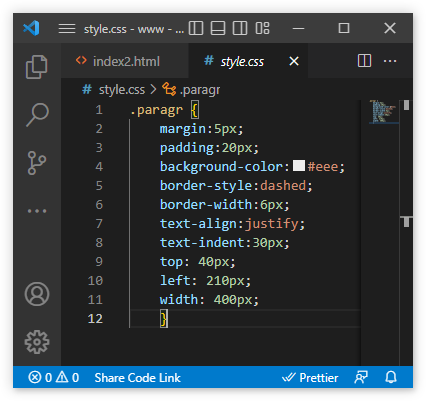 style.css - www -
index2.html
# style.css
# style.css > .paragr
1 .paragr {
2 margin:5px;
3 padding:20px;
4 background-color: #eee;
5 border-style:dashed;
6 border-width:6px;
7 text-align:justify;
8 text-indent:30px;
9 top: 40px;
10 left: 210px;
11 width: 400px;
12 }
0 0 Share Code Link Prettier